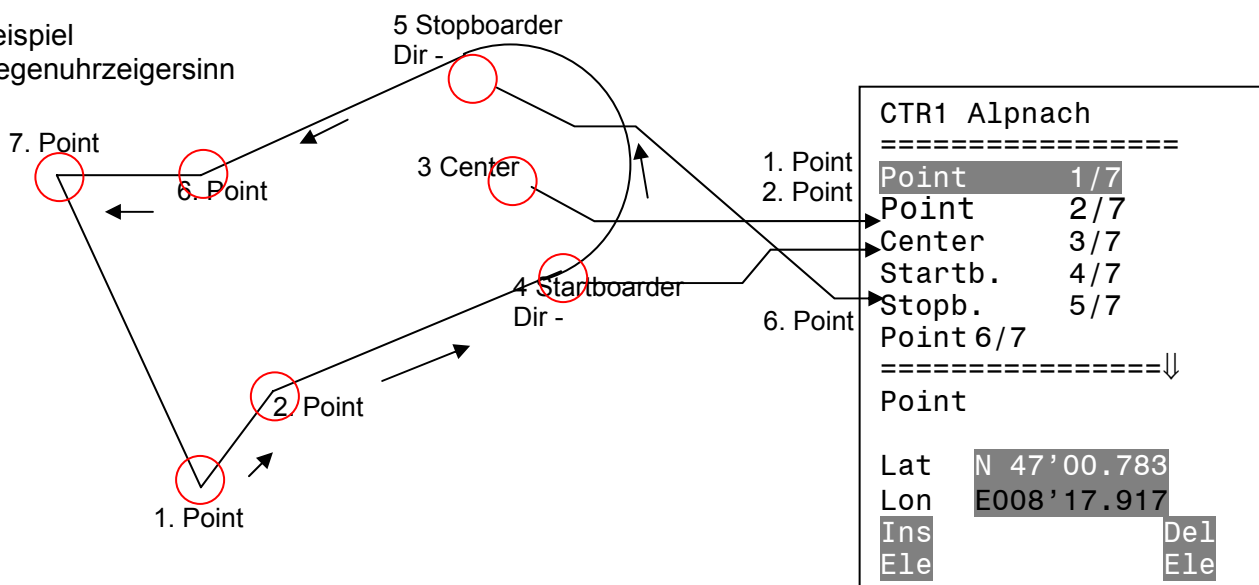 eispiel
egenuhrzeigersinn
5 Stopboarder
Dir -
7. Point
6. Point
3 Center
4 Startboarder
Dir -
2. Point
1. Point
1. Point
2. Point
6. Point
CTR1 Alpnach
=================
Point 1/7
Point 2/7
Center 3/7
Startb. 4/7
Stopb. 5/7
Point 6/7
================⇓
Point
Lat N 47'00.783
Lon E008'17.917
Ins Del
Ele Ele